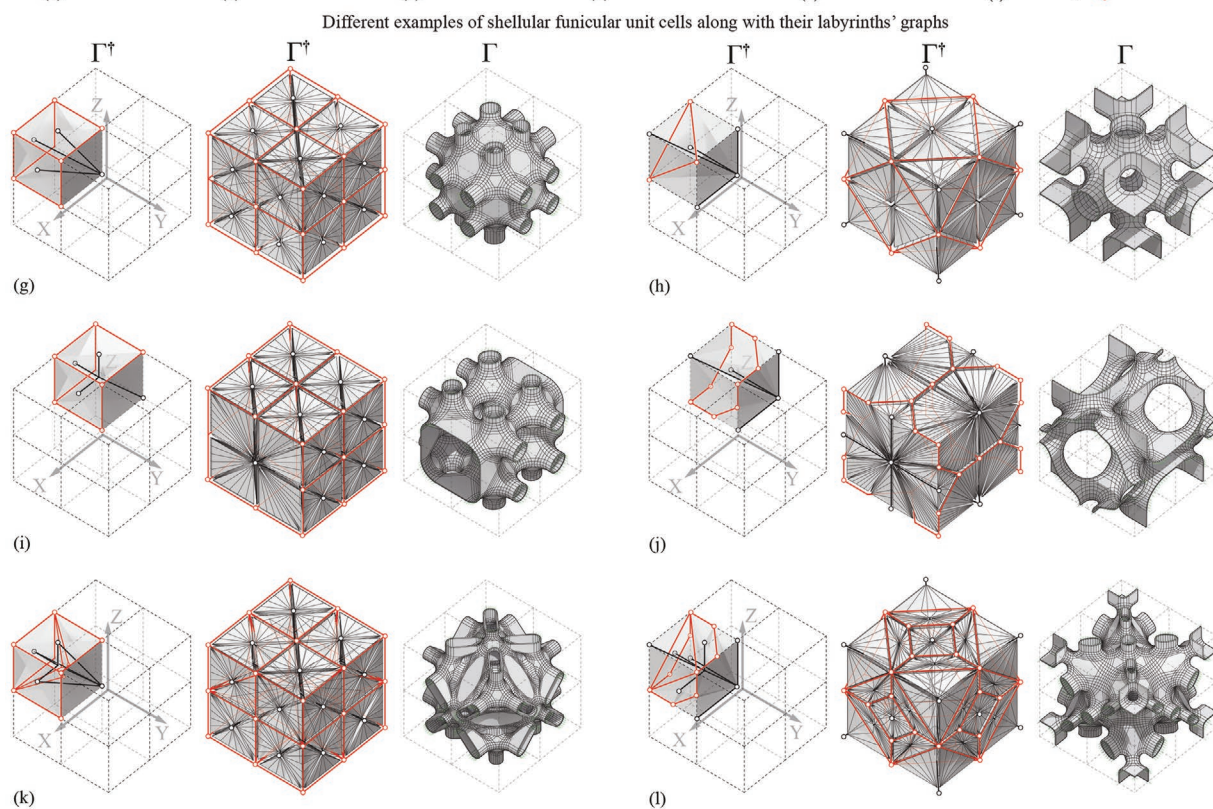 Different examples of shellular funicular unit cells along with their labyrinths' graphs
Γ† Γ† Γ Γ† Γ† Γ
Z X Y
Z X Y
(g) (h)
Z X Y
Z X Y
(i) (j)
Z X Y
Z X Y
(k) (l)